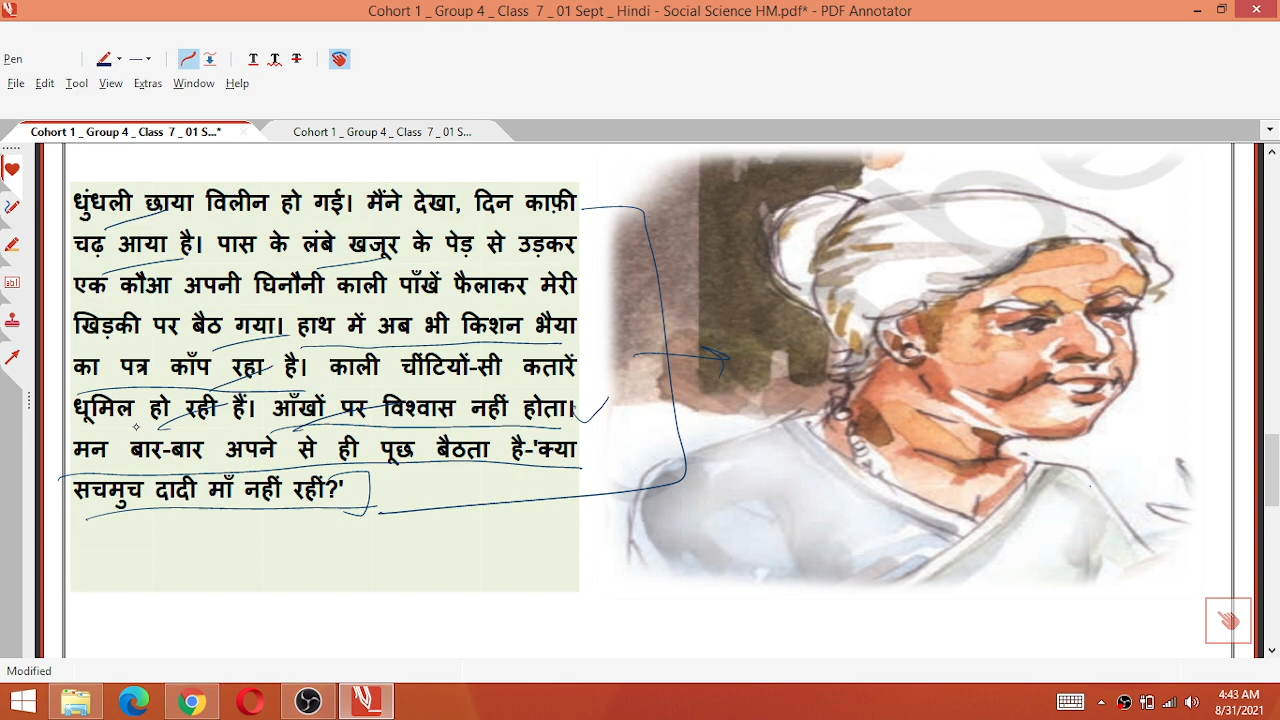 Cohort 1 _ Group 4 _ Class 7 _ 01 Sept _ Hindi - Social Science HM.pdf* - PDF Annotator
Pen
File Edit Tool View Extras Window Help
Cohort 1 _ Group 4 _ Class 7 _ 01 S...* Cohort 1 _ Group 4 _ Class 7 _ 01 S...
धुंधली छाया विलीन हो गई। मैंने देखा, दिन काफ़ी
चढ़ आया है। पास के लंबे खजूर के पेड़ से उड़कर
एक कौआ अपनी घिनौनी काली पाँखें फैलाकर मेरी
खिड़की पर बैठ गया। हाथ में अब भी किशन भैया
का पत्र काँप रहा है। काली चींटियों-सी कतारें
धूमिल हो रही हैं। आँखों पर विश्वास नहीं होता।
मन बार-बार अपने से ही पूछ बैठता है-'क्या
सचमुच दादी माँ नहीं रहीं?'
Modified
4:43 AM
8/31/2021